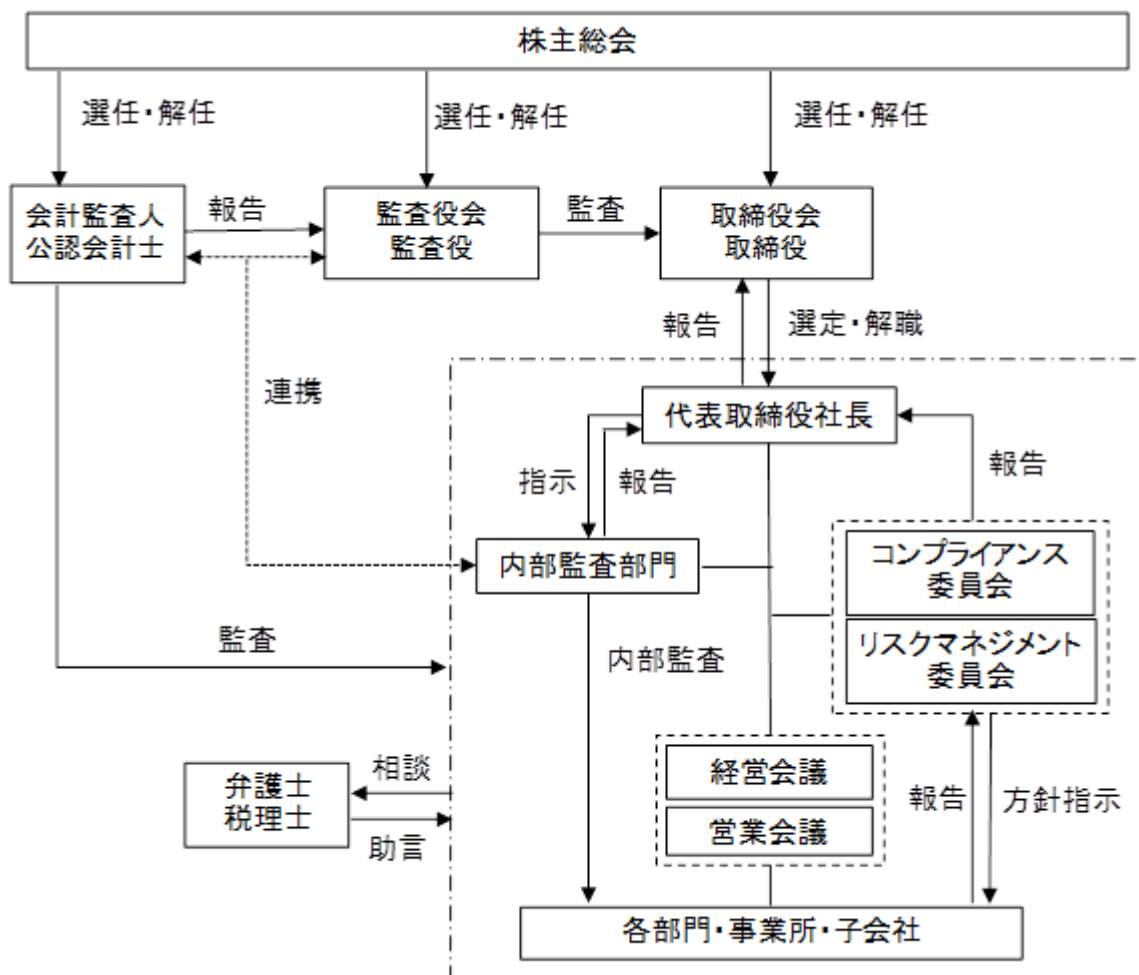 株主総会
選任・解任
選任・解任
選任・解任
会計監査人
公認会計士
報告
監査役会
監査役
監査
取締役会
取締役
報告
選定・解職
連携
代表取締役社長
指示
報告
報告
内部監査部門
コンプライアンス
委員会
リスクマネジメント
委員会
監査
内部監査
弁護士
税理士
相談
助言
経営会議
営業会議
報告
方針指示
各部門・事業所・子会社